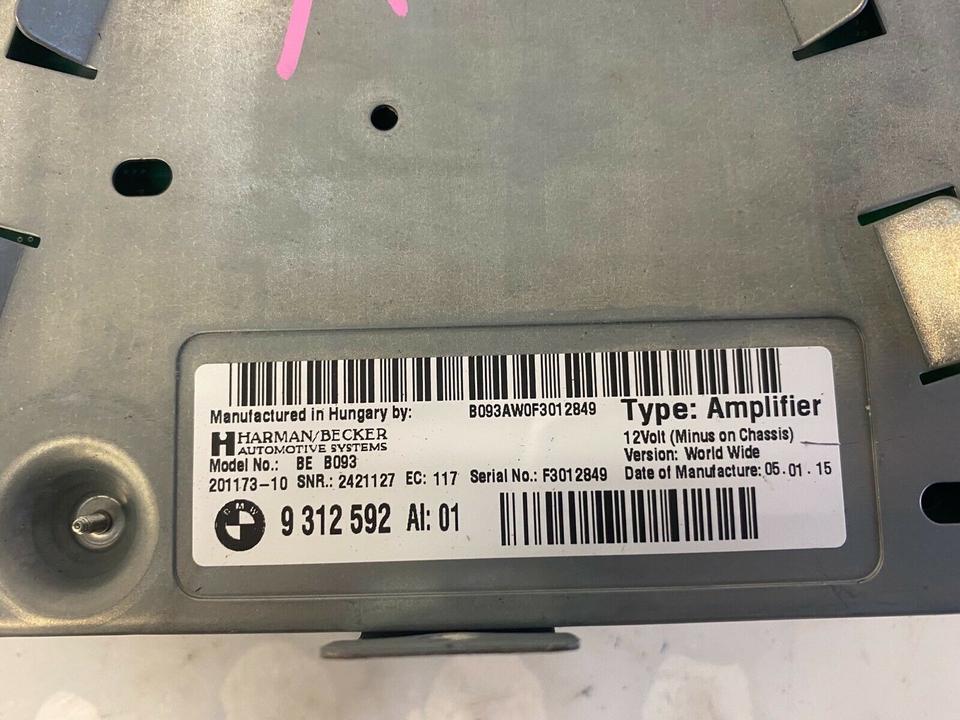 Manufactured in Hungary by:
B093AW0F3012849
Type: Amplifier
HARMAN/BECKER
AUTOMOTIVE SYSTEMS
12Volt (Minus on Chassis)
Version: World Wide
Model No.: BE B093
201173-10 SNR.: 2421127 EC: 117 Serial No.: F3012849
Date of Manufacture: 05.01.15
BMW
9 312 592 AI: 01